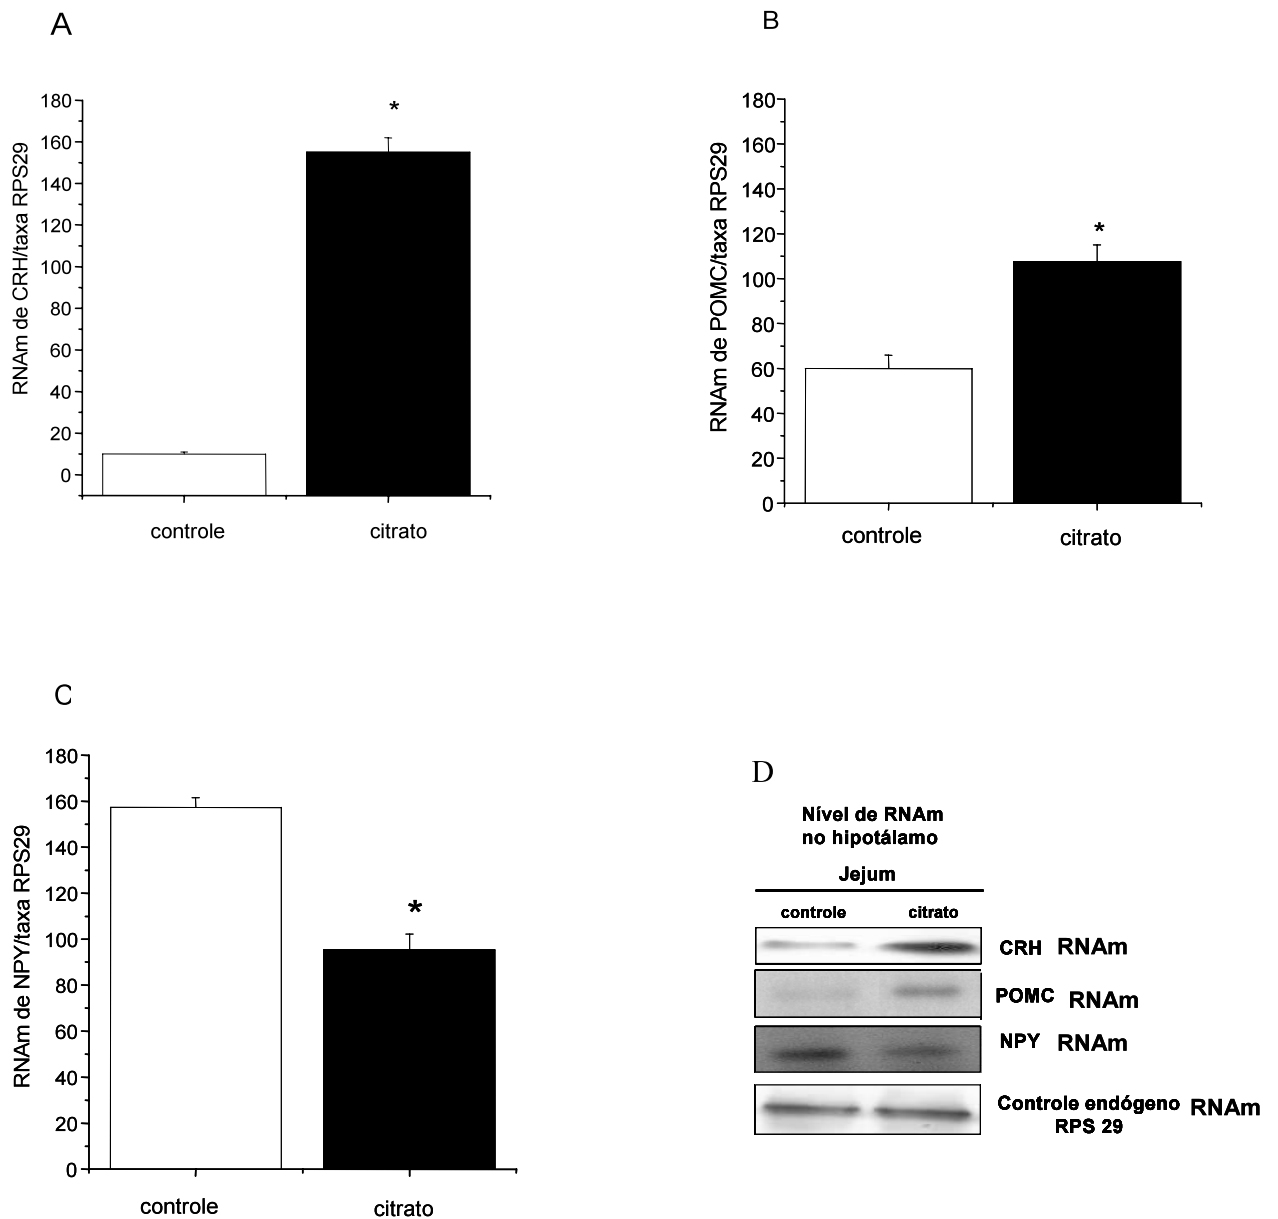 A
RNAm de CRH/taxa RPS29
180
160
140
120
100
80
60
40
20
0
*
controle
citrato
B
RNAm de POMC/taxa RPS29
180
160
140
120
100
80
60
40
20
0
*
controle
citrato
C
RNAm de NPY/taxa RPS29
180
160
140
120
100
80
60
40
20
0
*
controle
citrato
D
Nível de RNAm
no hipotálamo
Jejum
controle citrato
CRH RNAm
POMC RNAm
NPY RNAm
Controle endógeno RNAm
RPS 29